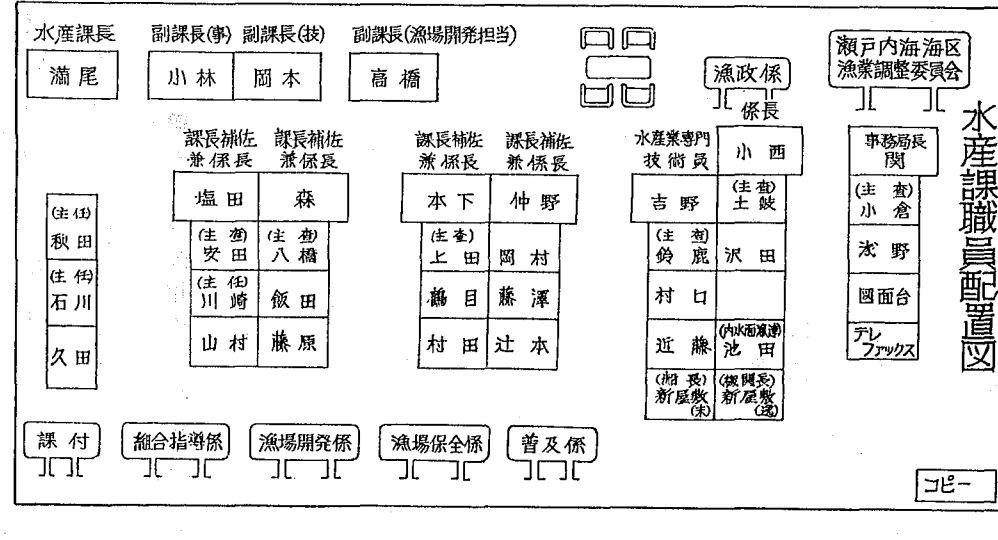 水産課職員配置図
水産課長
満尾
副課長(事)
小林
副課長(技)
岡本
副課長(漁場開発担当)
高橋
漁政係
瀬戸内海海区
漁業調整委員会
(主任)
秋田
(主任)
石川
久田
課長補佐
兼係長
塩田
(主査)
安田
(主任)
川崎
山村
課長補佐
兼係長
森
(主査)
八橋
飯田
藤原
課長補佐
兼係長
本下
(主査)
上田
鶴目
村田
課長補佐
兼係長
仲野
岡村
藤澤
辻本
水産業専門
技術員
吉野
(主査)
鈴鹿
村口
近藤
(船長)
新屋敷
係長
小西
(主査)
土岐
沢田
池田
(機関長)
新屋敷
事務局長
関
(主査)
小倉
浅野
図面台
テレ
ファックス
課付
組合指導係
漁場開発係
漁場保全係
普及係
コピー